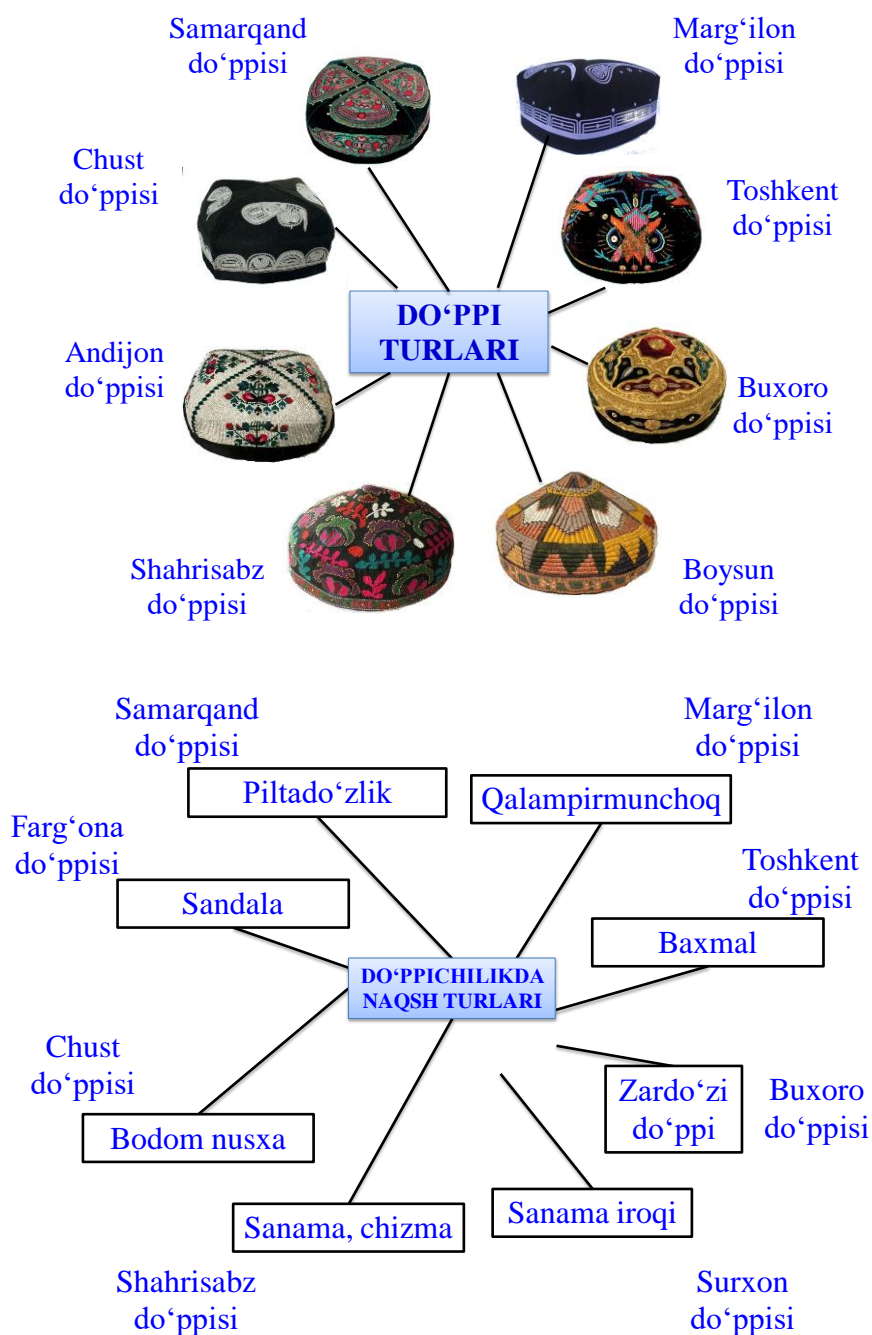 Samarqand
do‘ppisi
Marg‘ilon
do‘ppisi
Chust
do‘ppisi
Toshkent
do‘ppisi
DO‘PPI
TURLARI
Andijon
do‘ppisi
Buxoro
do‘ppisi
Shahrisabz
do‘ppisi
Boysun
do‘ppisi
Samarqand
do‘ppisi
Marg‘ilon
do‘ppisi
Piltado‘zlik
Qalampirmunchoq
Farg‘ona
do‘ppisi
Toshkent
do‘ppisi
Sandala
Baxmal
DO‘PPICHILIKDA
NAQSH TURLARI
Chust
do‘ppisi
Zardo‘zi
do‘ppi
Buxoro
do‘ppisi
Bodom nusxa
Sanama, chizma
Sanama iroqi
Shahrisabz
do‘ppisi
Surxon
do‘ppisi